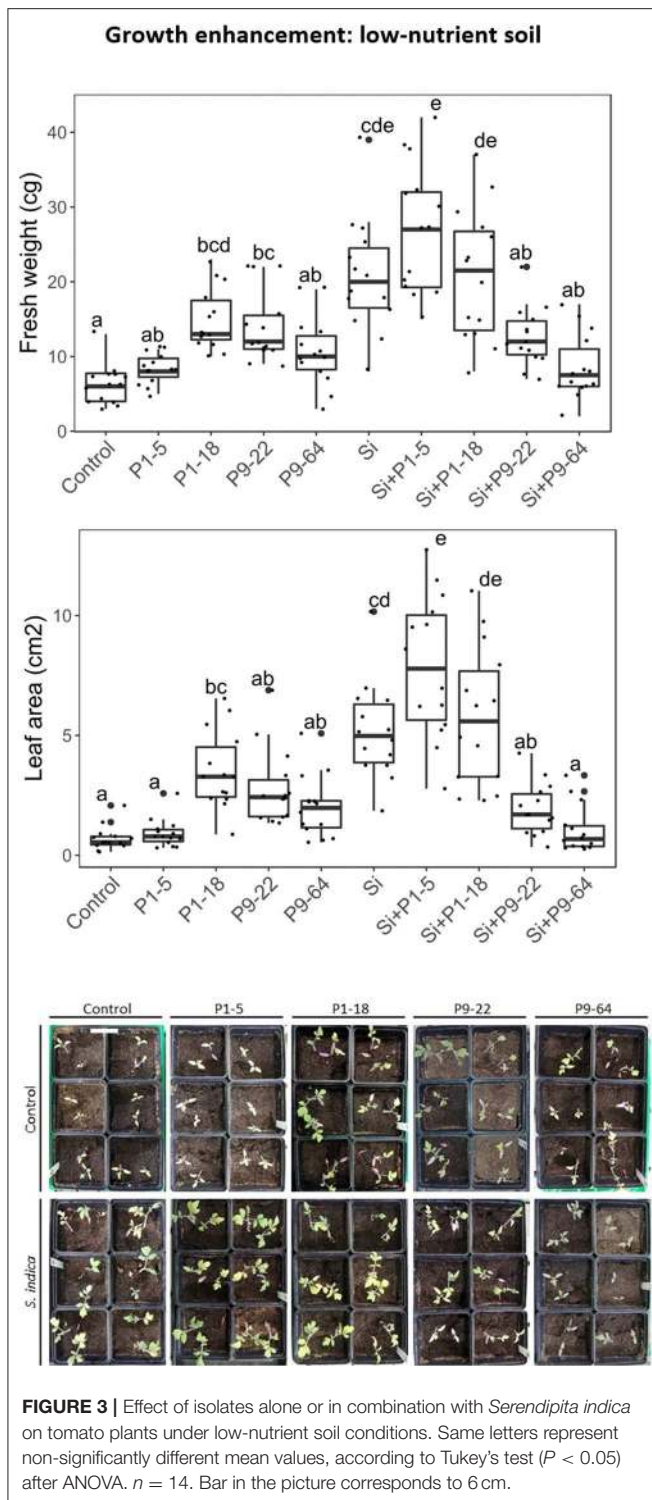 Growth enhancement: low-nutrient soil
Fresh weight (cg)
40
30
20
10
0
a
ab
bcd
bc
ab
cde
e
de
ab
ab
Control
P1-5
P1-18
P9-22
P9-64
Si
Si+P1-5
Si+P1-18
Si+P9-22
Si+P9-64
Leaf area (cm2)
10
5
0
a
a
bc
ab
ab
cd
e
de
ab
a
Control
P1-5
P1-18
P9-22
P9-64
Si
Si+P1-5
Si+P1-18
Si+P9-22
Si+P9-64
Control P1-5 P1-18 P9-22 P9-64
Control
S. indica
FIGURE 3 | Effect of isolates alone or in combination with Serendipita indica
on tomato plants under low-nutrient soil conditions. Same letters represent
non-significantly different mean values, according to Tukey's test (P < 0.05)
after ANOVA. n = 14. Bar in the picture corresponds to 6 cm.